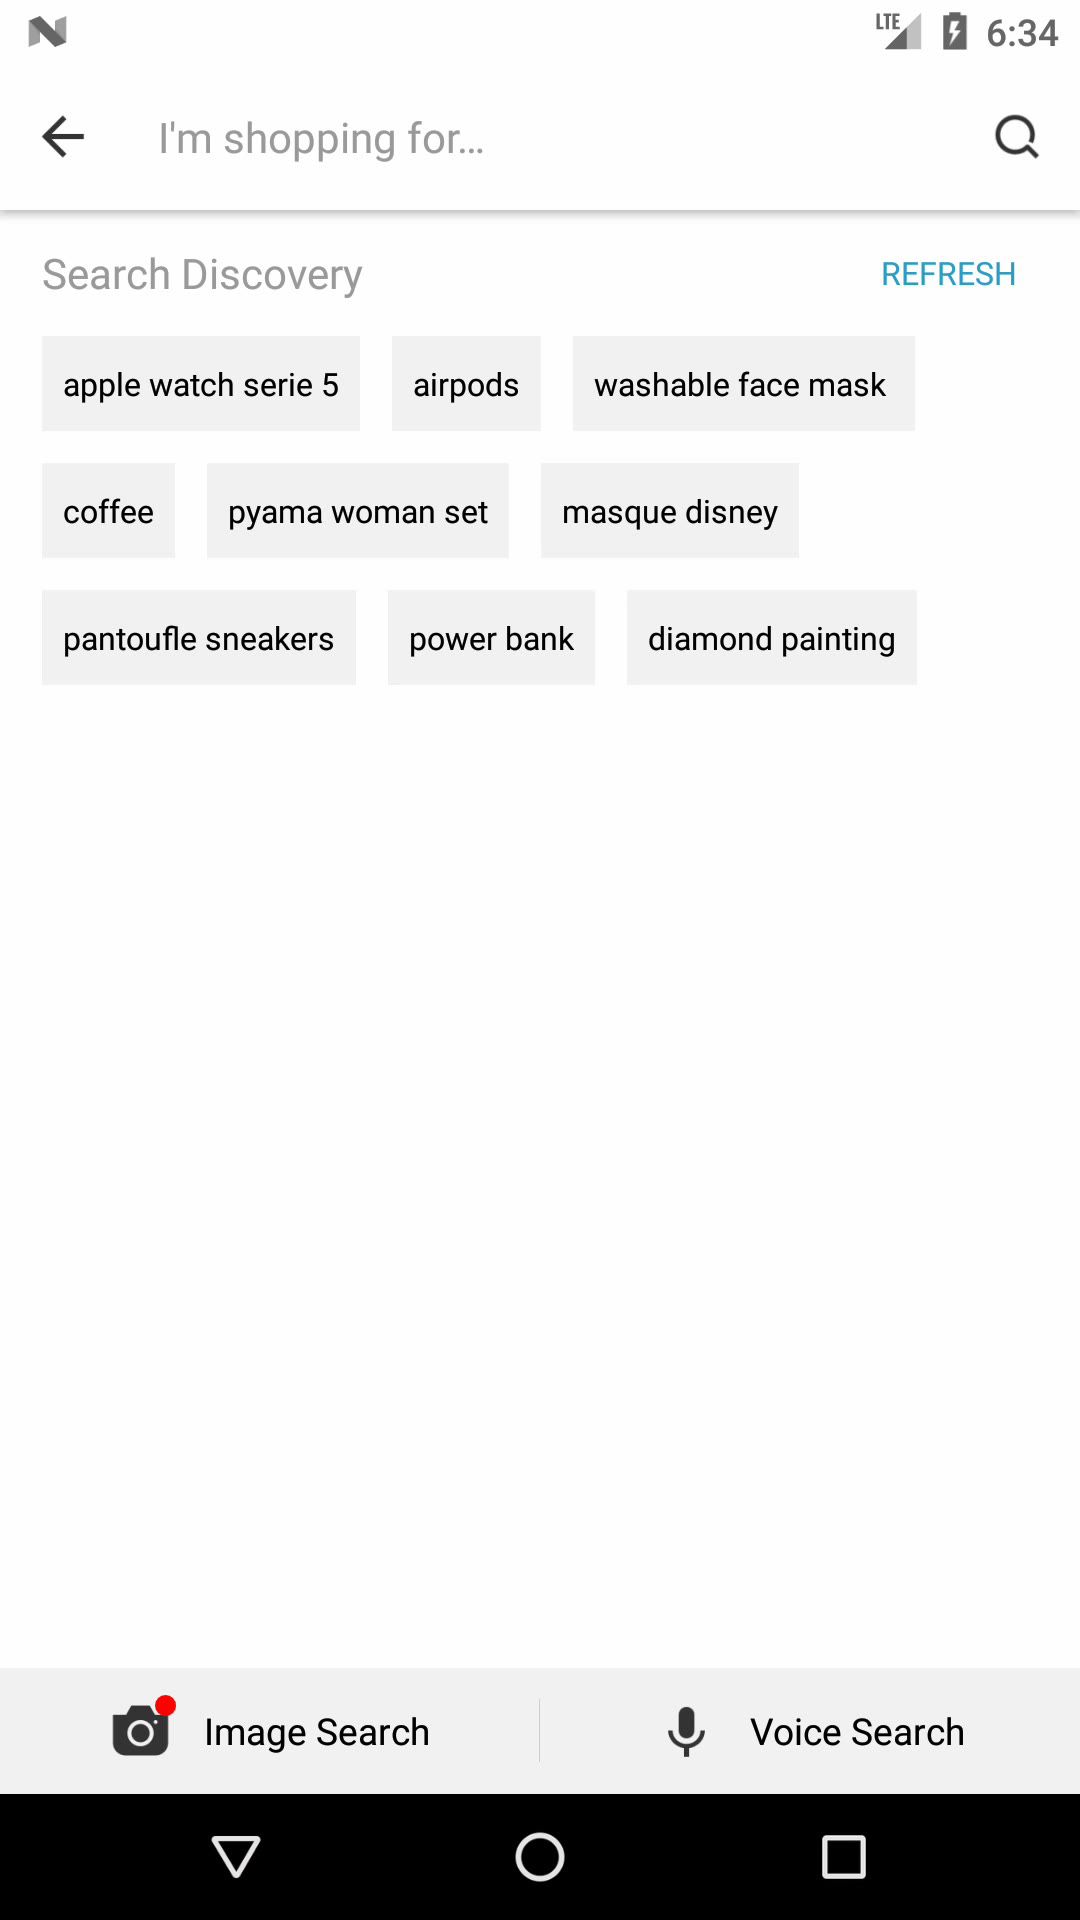 LTE 6:34
I'm shopping for...
Search Discovery REFRESH
apple watch serie 5 airpods washable face mask
coffee pyama woman set masque disney
pantoufle sneakers power bank diamond painting
Image Search Voice Search